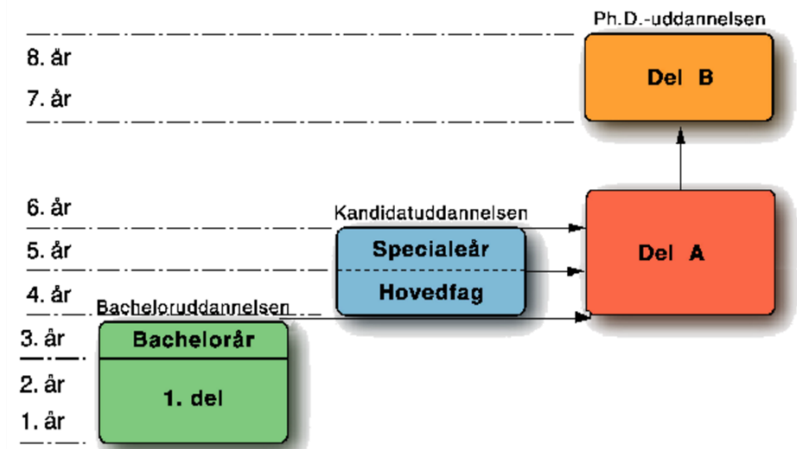 Ph.D.-uddannelsen
8. år
Del B
7. år
6. år
Kandidatuddannelsen
5. år
Specialeår
Del A
4. år
Hovedfag
Bacheloruddannelsen
3. år
Bachelorår
2. år
1. del
1. år